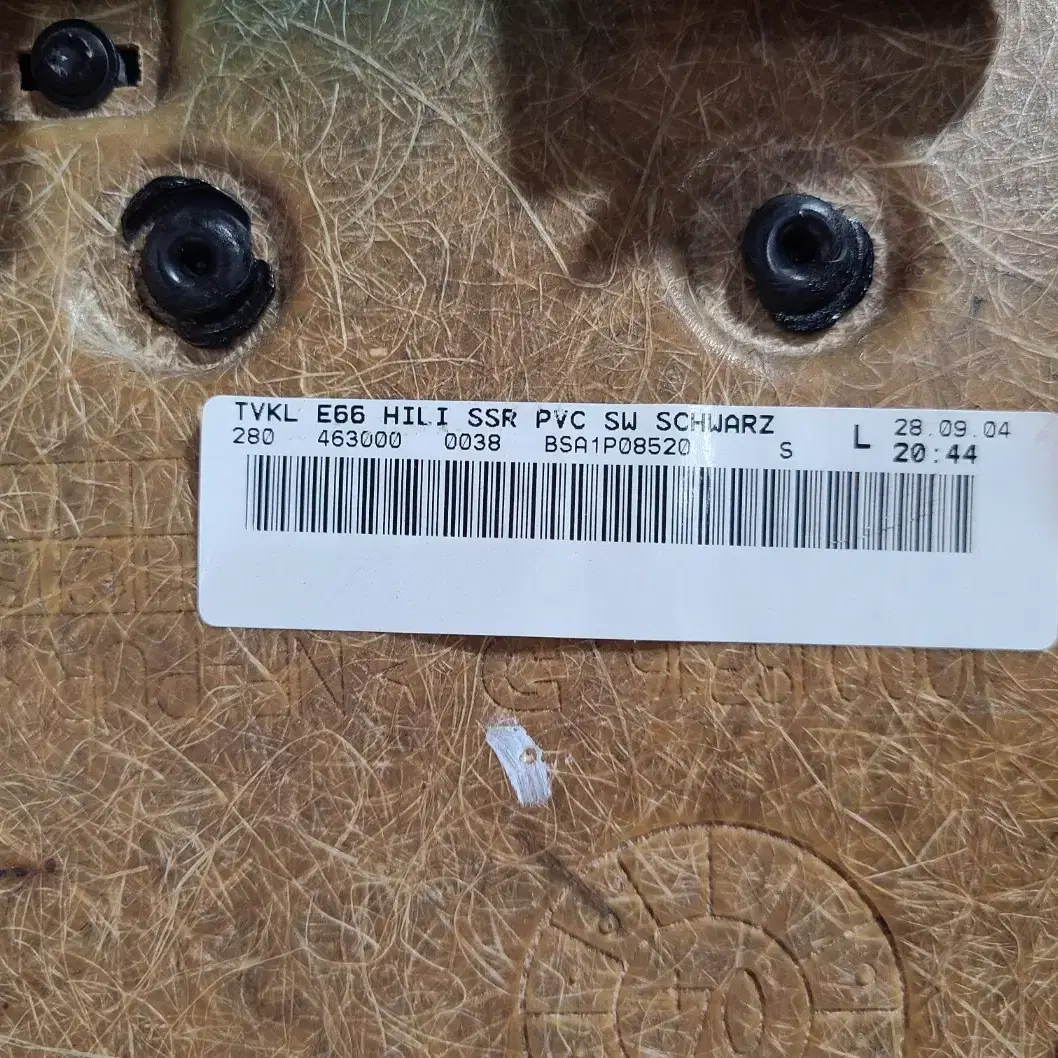 TVKL E66 HILI SSR PVC SW SCHWARZ
280 463000 0038 BSA1P08520 S L 28.09.04
20:44